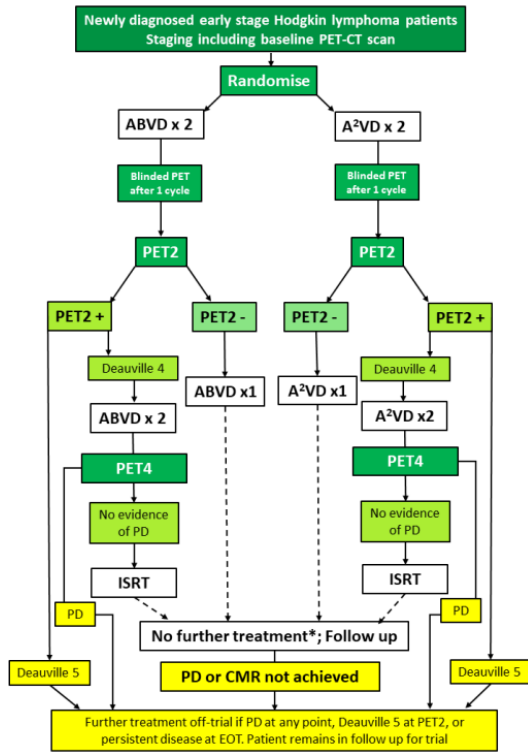 Newly diagnosed early stage Hodgkin lymphoma patients
Staging including baseline PET-CT scan
Randomise
ABVD x 2
A²VD x 2
Blinded PET
after 1 cycle
Blinded PET
after 1 cycle
PET2
PET2
PET2 +
PET2 -
PET2 -
PET2 +
Deauville 4
Deauville 4
ABVD x1
A²VD x1
ABVD x 2
A²VD x2
PET4
PET4
No evidence
of PD
No evidence
of PD
ISRT
ISRT
PD
PD
No further treatment*; Follow up
Deauville 5
PD or CMR not achieved
Deauville 5
Further treatment off-trial if PD at any point, Deauville 5 at PET2, or
persistent disease at EOT. Patient remains in follow up for trial